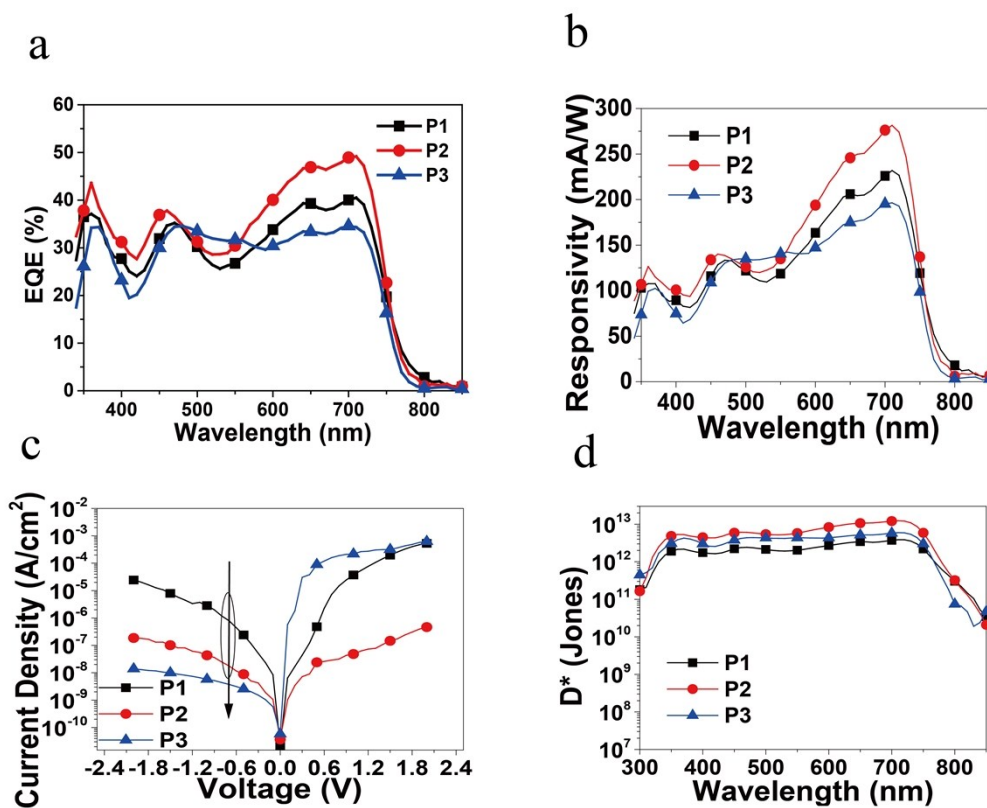 a
60
50
40
30
20
10
0
EQE (%)
P1
P2
P3
400 500 600 700 800
Wavelength (nm)
b
300
250
200
150
100
50
0
Responsivity (mA/W)
P1
P2
P3
400 500 600 700 800
Wavelength (nm)
c
10⁻²
10⁻²
10⁻³
10⁻⁴
10⁻⁵
10⁻⁶
10⁻⁷
10⁻⁸
10⁻⁹
10⁻¹⁰
Current Density (A/cm²)
P1
P2
P3
-2.4 -1.8 -1.2 -0.6 0.0 0.6 1.2 1.8 2.4
Voltage (V)
d
10¹³
10¹²
10¹¹
10¹⁰
10⁹
10⁸
10⁷
D* (Jones)
P1
P2
P3
300 400 500 600 700 800
Wavelength (nm)